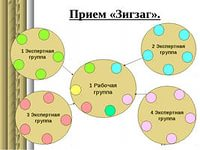 Прием «Зигзаг».
1 Экспертная
группа
2 Экспертная
группа
1 Рабочая
группа
3 Экспертная
группа
4 Экспертная
группа